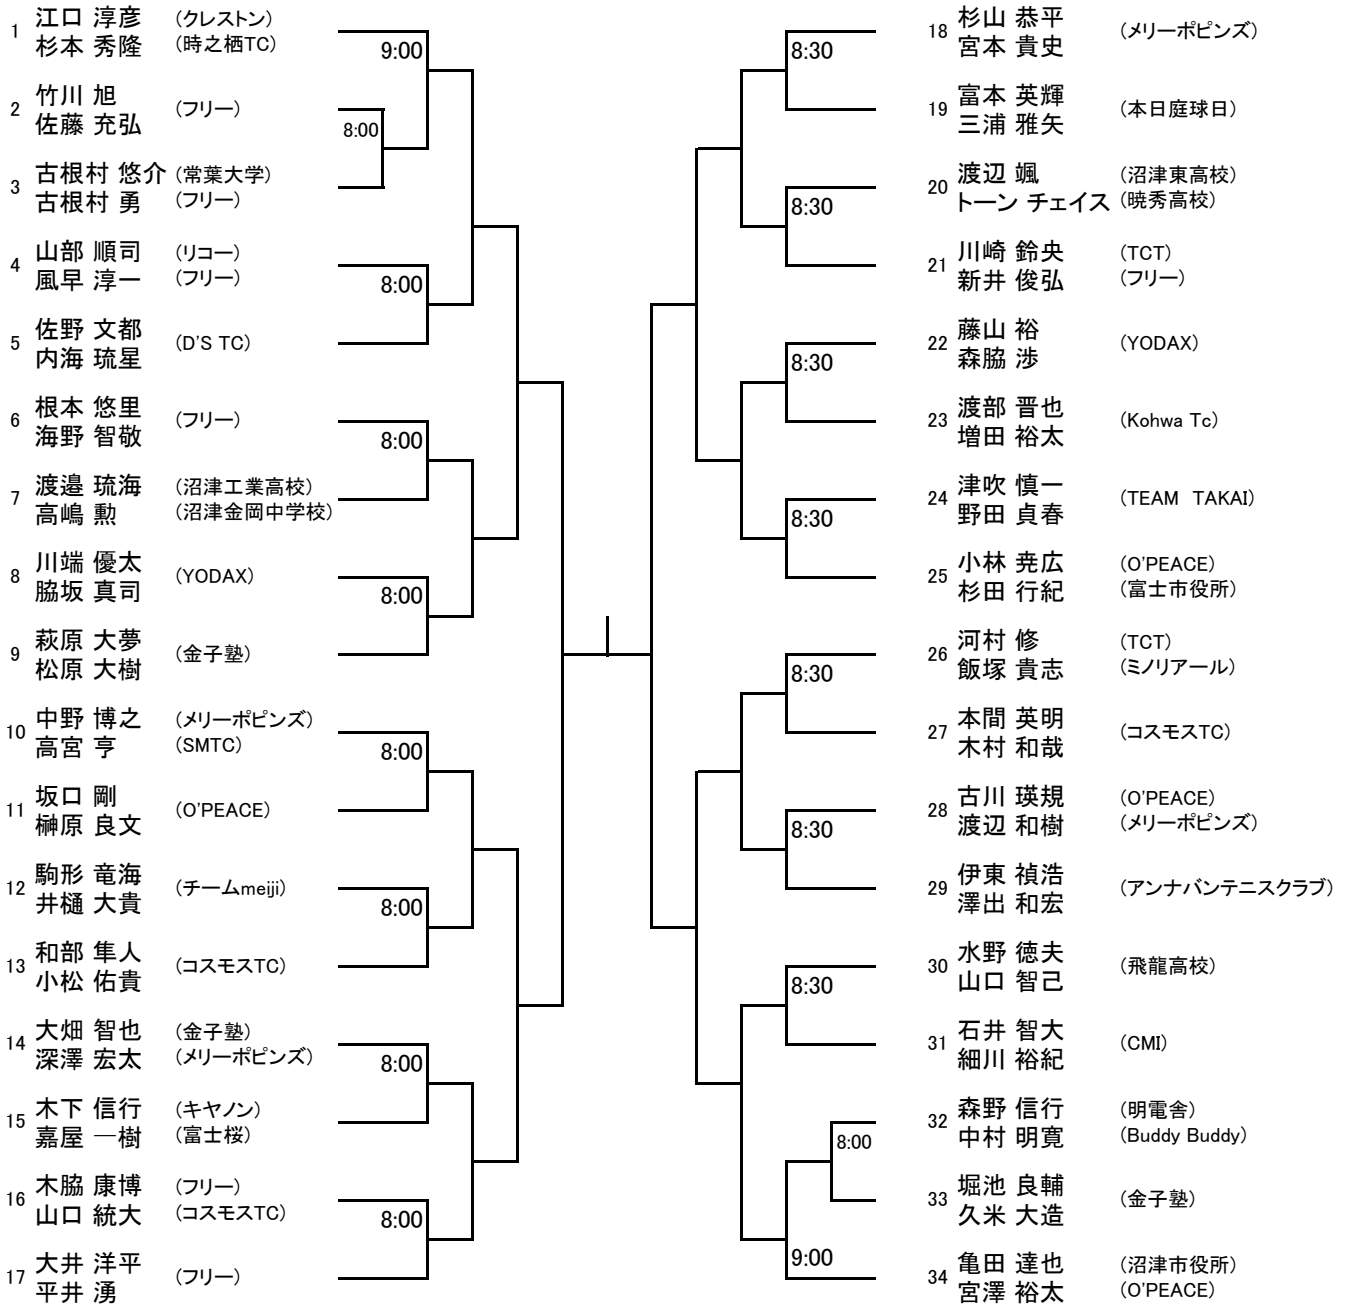 1 江口 淳彦 (クレストン)
杉本 秀隆 (時之栖TC)
9:00
2 竹川 旭 (フリー)
佐藤 充弘
8:00
3 古根村 悠介 (常葉大学)
古根村 勇 (フリー)
4 山部 順司 (リコー)
風早 淳一 (フリー)
8:00
5 佐野 文都 (D'S TC)
内海 琉星
6 根本 悠里 (フリー)
海野 智敬
8:00
7 渡邉 琉海 (沼津工業高校)
高嶋 勲 (沼津金岡中学校)
8 川端 優太 (YODAX)
脇坂 真司
8:00
9 萩原 大夢 (金子塾)
松原 大樹
10 中野 博之 (メリーポピンズ)
高宮 亨 (SMTC)
8:00
11 坂口 剛 (O'PEACE)
榊原 良文
12 駒形 竜海 (チームmeiji)
井樋 大貴
8:00
13 和部 隼人 (コスモスTC)
小松 佑貴
14 大畑 智也 (金子塾)
深澤 宏太 (メリーポピンズ)
8:00
15 木下 信行 (キヤノン)
嘉屋 一樹 (富士桜)
16 木脇 康博 (フリー)
山口 統大 (コスモスTC)
8:00
17 大井 洋平 (フリー)
平井 湧
18 杉山 恭平 (メリーポピンズ)
宮本 貴史
8:30
19 富本 英輝 (本日庭球日)
三浦 雅矢
20 渡辺 颯 (沼津東高校)
トーン チェイス (暁秀高校)
8:30
21 川崎 鈴央 (TCT)
新井 俊弘 (フリー)
22 藤山 裕 (YODAX)
森脇 渉
8:30
23 渡部 晋也 (Kohwa Tc)
増田 裕太
24 津吹 慎一 (TEAM TAKAI)
野田 貞春
8:30
25 小林 尭広 (O'PEACE)
杉田 行紀 (富士市役所)
26 河村 修 (TCT)
飯塚 貴志 (ミノリアール)
8:30
27 本間 英明 (コスモスTC)
木村 和哉
28 古川 瑛規 (O'PEACE)
渡辺 和樹 (メリーポピンズ)
8:30
29 伊東 禎浩 (アンナバンテニスクラブ)
澤出 和宏
30 水野 徳夫 (飛龍高校)
山口 智己
8:30
31 石井 智大 (CMI)
細川 裕紀
32 森野 信行 (明電舎)
中村 明寛 (Buddy Buddy)
8:00
33 堀池 良輔 (金子塾)
久米 大造
9:00
34 亀田 達也 (沼津市役所)
宮澤 裕太 (O'PEACE)